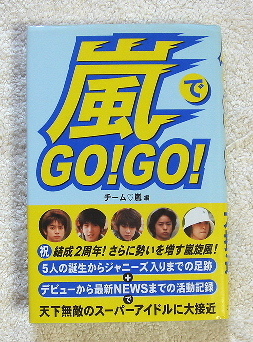 嵐で
GO!GO!
チーム♡嵐 編
祝 結成2周年! さらに勢いを増す嵐旋風!
5人の誕生からジャニーズ入りまでの足跡
+
デビューから最新NEWSまでの活動記録
で
天下無敵のスーパーアイドルに大接近